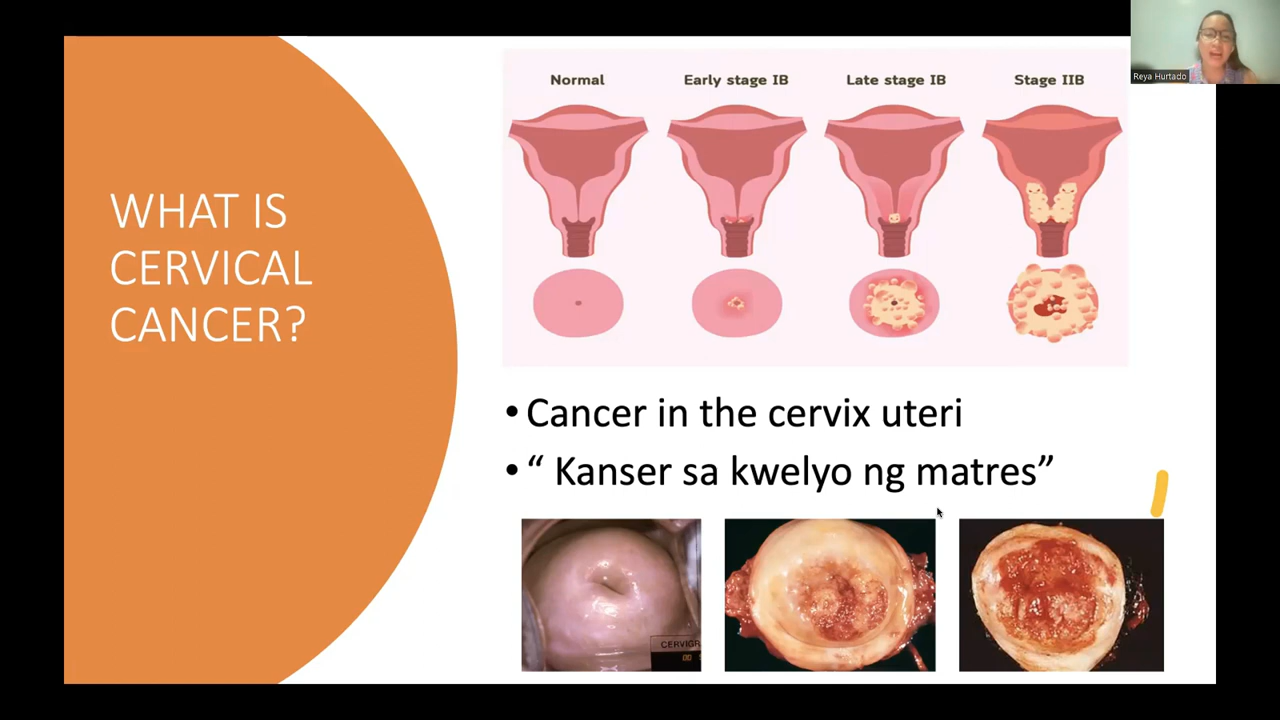 Reya Hurtado
Normal
Early stage IB
Late stage IB
Stage IIB
WHAT IS
CERVICAL
CANCER?
• Cancer in the cervix uteri
• “ Kanser sa kwelyo ng matres”
CERVIGR